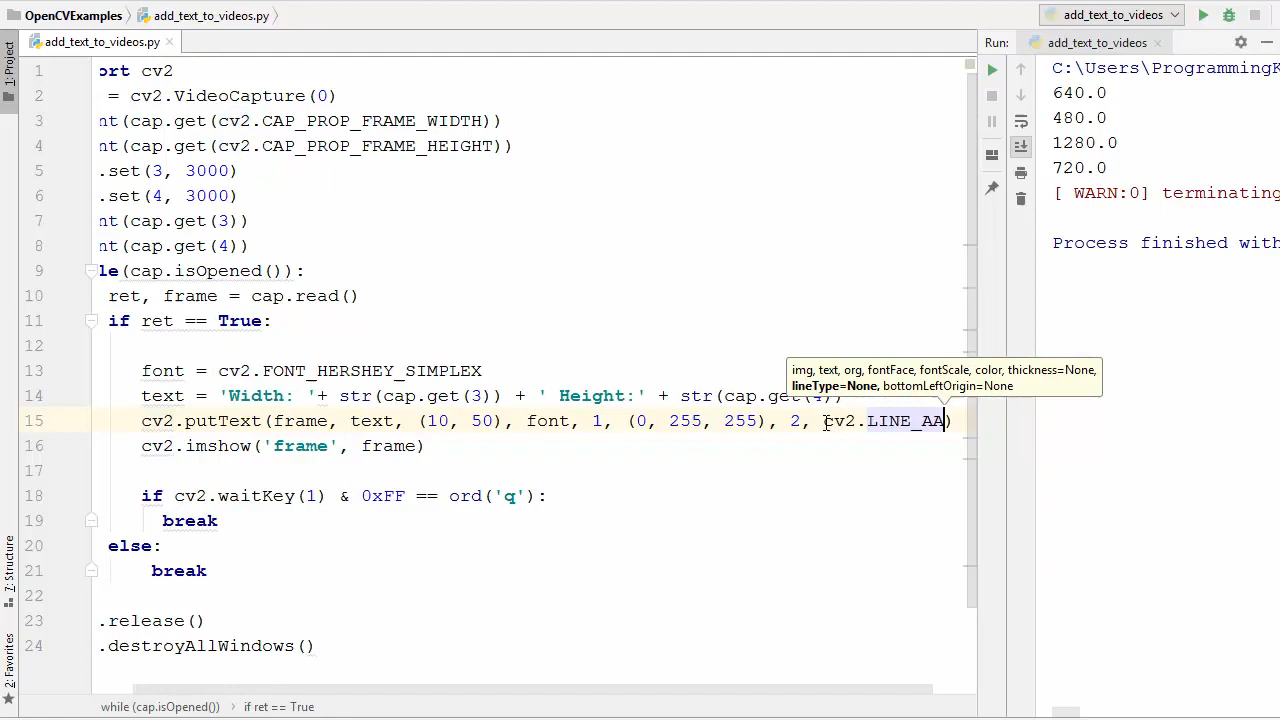 OpenCVExamples
add_text_to_videos.py
add_text_to_videos
add_text_to_videos.py
Run:
add_text_to_videos
1: Project
7: Structure
2: Favorites
1 ort cv2
2 = cv2.VideoCapture(0)
3 nt(cap.get(cv2.CAP_PROP_FRAME_WIDTH))
4 nt(cap.get(cv2.CAP_PROP_FRAME_HEIGHT))
5 .set(3, 3000)
6 .set(4, 3000)
7 nt(cap.get(3))
8 nt(cap.get(4))
9 le(cap.isOpened()):
10 ret, frame = cap.read()
11 if ret == True:
12
13 font = cv2.FONT_HERSHEY_SIMPLEX
14 text = 'Width: '+ str(cap.get(3)) + ' Height:' + str(cap.get(4))
15 cv2.putText(frame, text, (10, 50), font, 1, (0, 255, 255), 2, cv2.LINE_AA)
16 cv2.imshow('frame', frame)
17
18 if cv2.waitKey(1) & 0xFF == ord('q'):
19 break
20 else:
21 break
22
23 .release()
24 .destroyAllWindows()
img, text, org, fontFace, fontScale, color, thickness=None,
lineType=None, bottomLeftOrigin=None
while (cap.isOpened())
if ret == True
C:\Users\ProgrammingK
640.0
480.0
1280.0
720.0
[ WARN:0] terminating
Process finished with